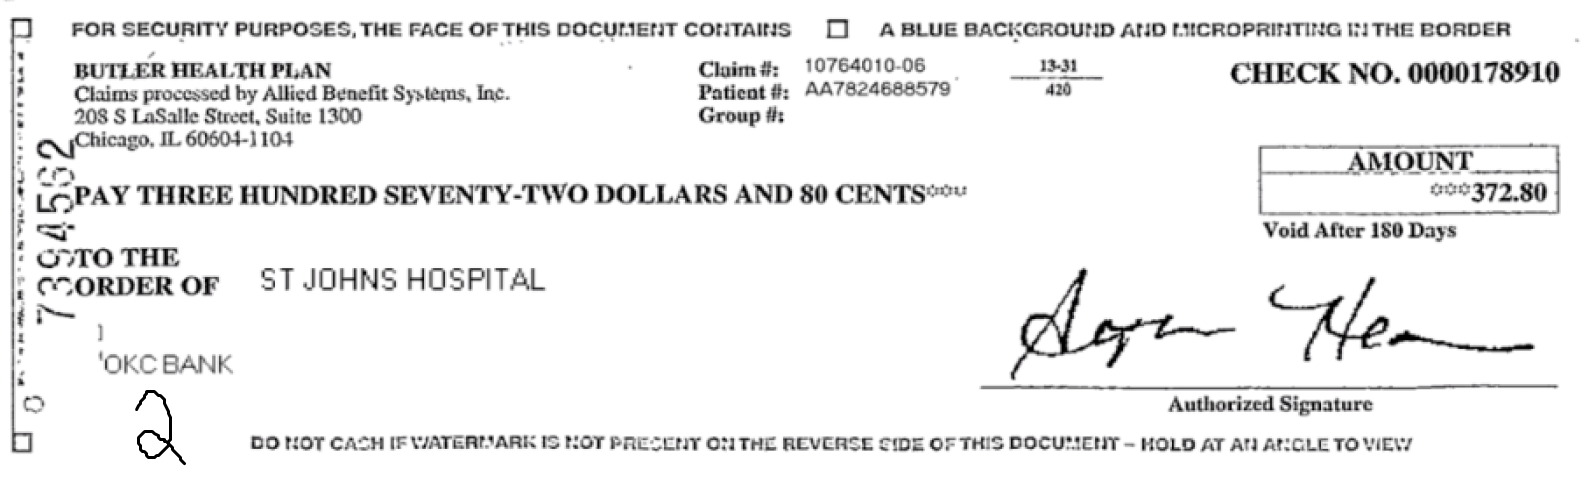 FOR SECURITY PURPOSES, THE FACE OF THIS DOCUMENT CONTAINS A BLUE BACKGROUND AND MICROPRINTING IN THE BORDER
BUTLER HEALTH PLAN
Claims processed by Allied Benefit Systems, Inc.
208 S LaSalle Street, Suite 1300
Chicago, IL 60604-1104
Claim #: 10764010-06
Patient #: AA7824688579
Group #:
13-31
420
CHECK NO. 0000178910
AMOUNT
372.80
Void After 180 Days
PAY THREE HUNDRED SEVENTY-TWO DOLLARS AND 80 CENTS
TO THE
ORDER OF ST JOHNS HOSPITAL
OKC BANK
2
Authorized Signature
DO NOT CASH IF WATERMARK IS NOT PRESENT ON THE REVERSE SIDE OF THIS DOCUMENT – HOLD AT AN ANGLE TO VIEW